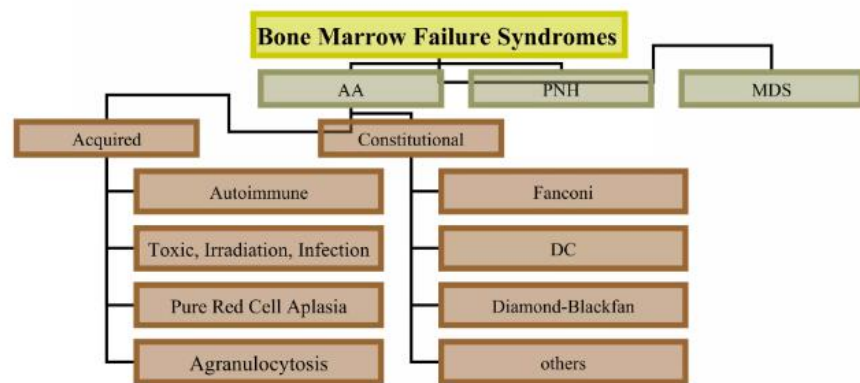 Bone Marrow Failure Syndromes
AA
PNH
MDS
Acquired
Constitutional
Autoimmune
Fanconi
Toxic, Irradiation, Infection
DC
Pure Red Cell Aplasia
Diamond-Blackfan
Agranulocytosis
others